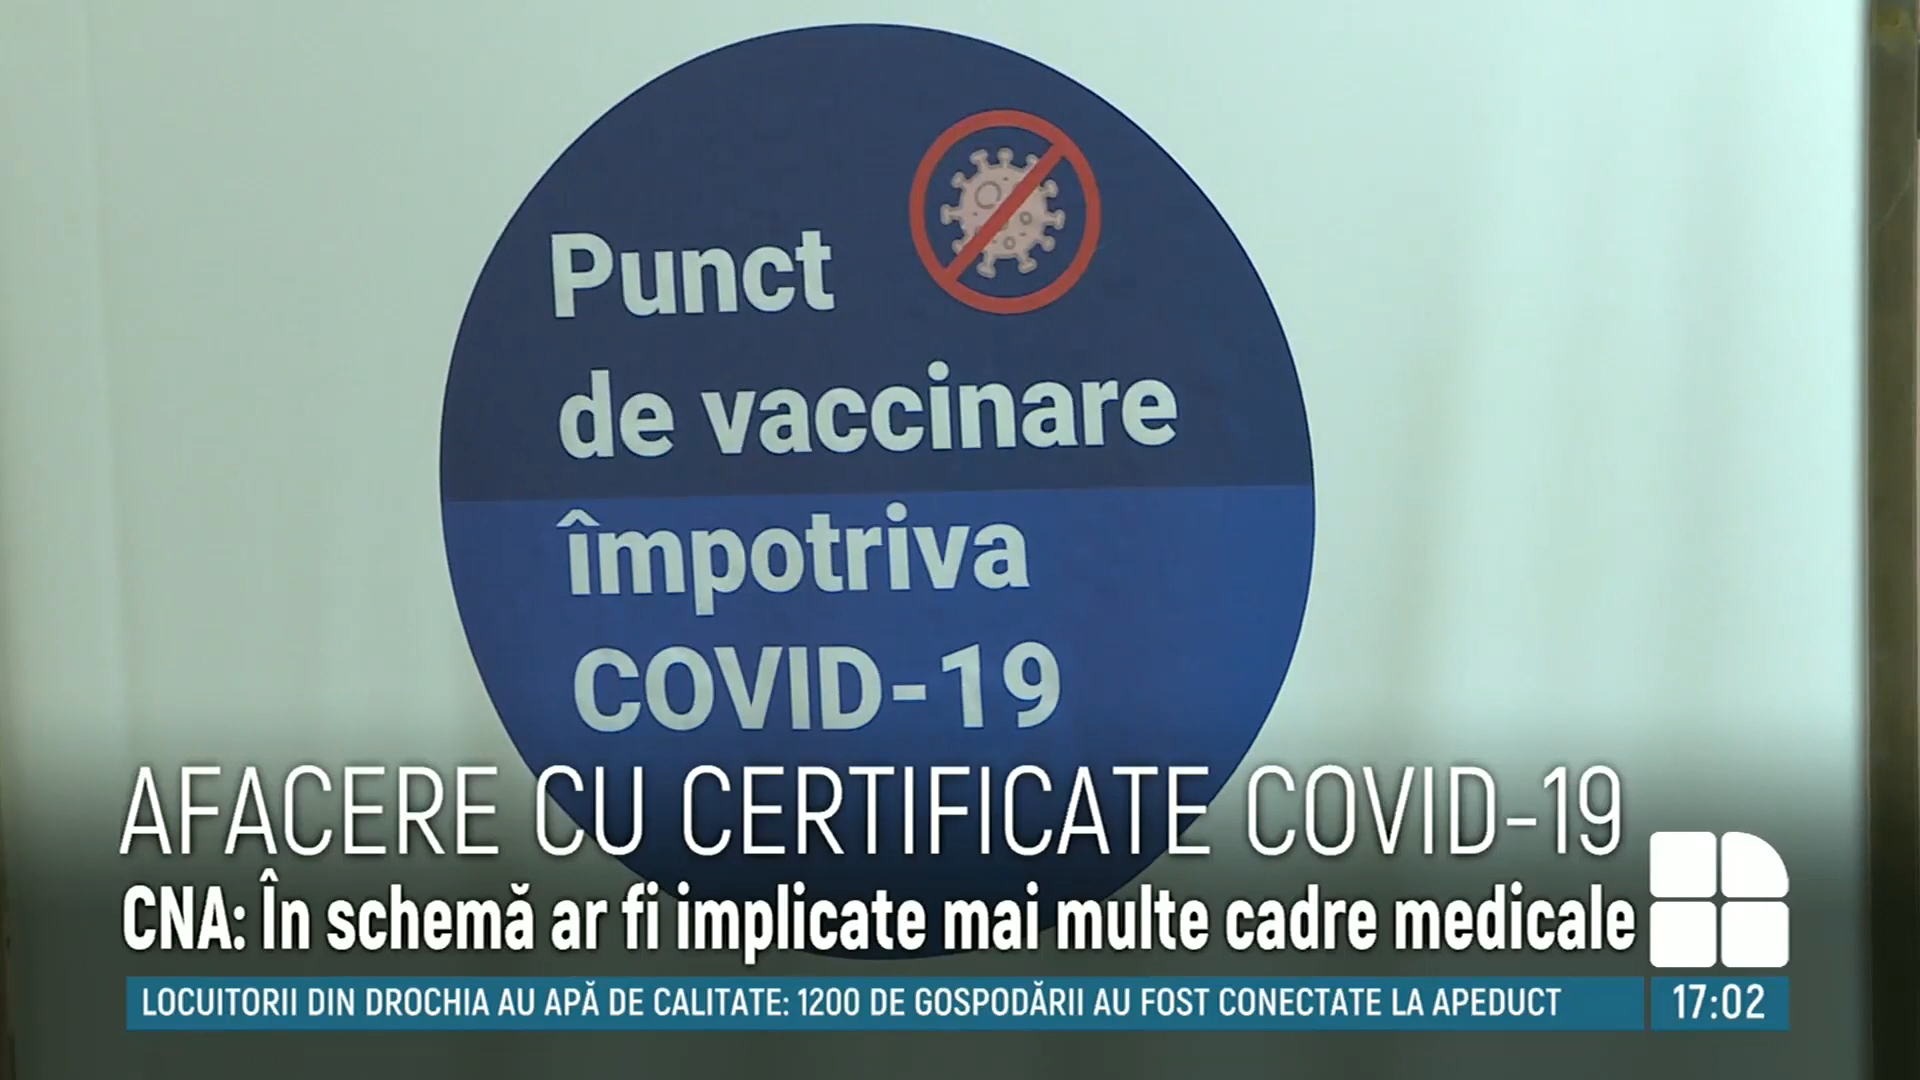 Punct
de vaccinare
împotriva
COVID-19
AFACERE CU CERTIFICATE COVID-19
CNA: În schemă ar fi implicate mai multe cadre medicale
LOCUITORII DIN DROCHIA AU APĂ DE CALITATE: 1200 DE GOSPODĂRII AU FOST CONECTATE LA APEDUCT
17:02